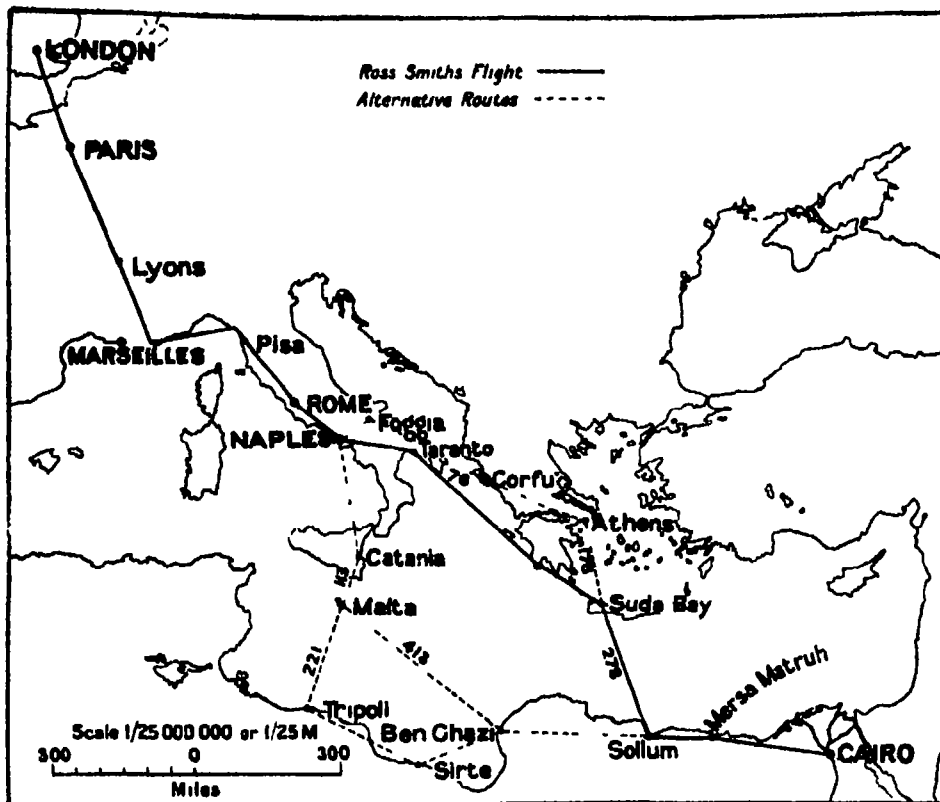 LONDON
Ross Smiths Flight
Alternative Routes
PARIS
Lyons
MARSEILLES
Pisa
ROME
Foggia
NAPLES
Taranto
Corfu
Athens
Catania
178
Malta
Suda Bay
221
413
278
Mersa Matruh
Tripoli
Ben Ghazi
Scale 1/25 000 000 or 1/25 M
Sollum
CAIRO
Sirte
300 0 300
Miles